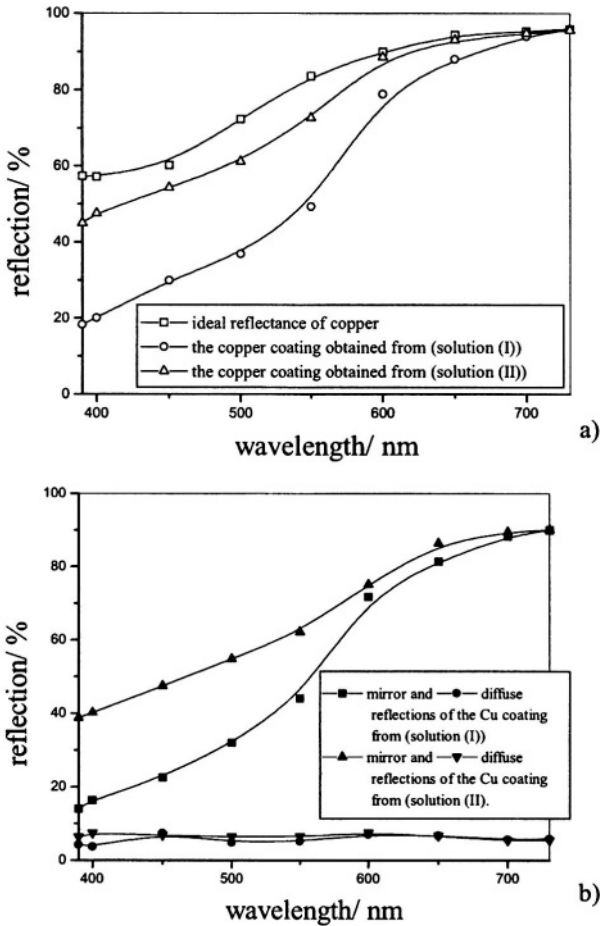 100
80
60
40
20
0
reflection/ %
ideal reflectance of copper
the copper coating obtained from (solution (I))
the copper coating obtained from (solution (II))
400
500
600
700
wavelength/ nm
a)
100
80
60
40
20
0
reflection/ %
mirror and diffuse
reflections of the Cu coating
from (solution (I))
mirror and diffuse
reflections of the Cu coating
from (solution (II).
400
500
600
700
wavelength/ nm
b)